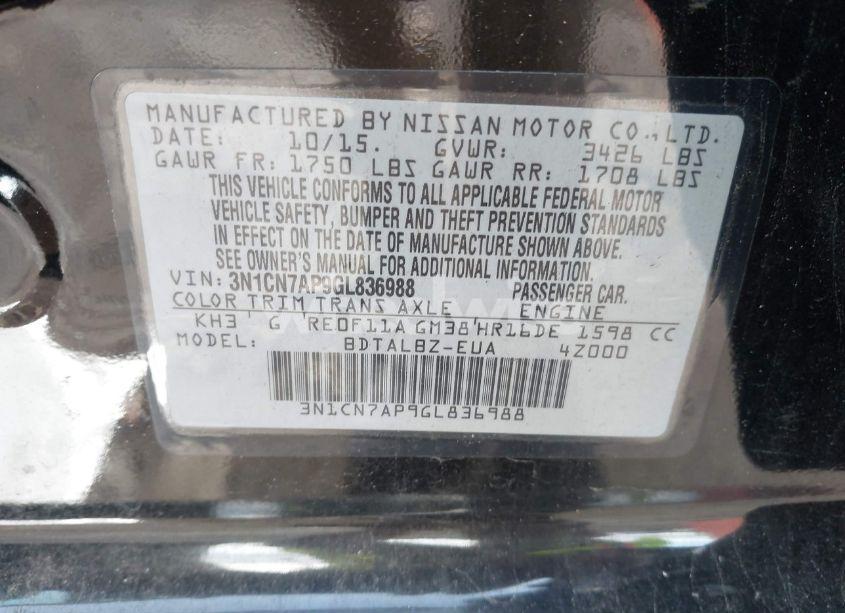 MANUFACTURED BY NISSAN MOTOR CO., LTD.
DATE: 10/15. GVWR: 3426 LBS
GAWR FR: 1750 LBS GAWR RR: 1708 LBS
THIS VEHICLE CONFORMS TO ALL APPLICABLE FEDERAL MOTOR
VEHICLE SAFETY, BUMPER AND THEFT PREVENTION STANDARDS
IN EFFECT ON THE DATE OF MANUFACTURE SHOWN ABOVE.
SEE OWNER'S MANUAL FOR ADDITIONAL INFORMATION.
VIN: 3N1CN7AP9GL836988 PASSENGER CAR.
COLOR TRIM TRANS AXLE ENGINE
KH3 G RE0F11A GM38 HR16DE 1598 CC
MODEL: BDTALBZ-EUA 4Z000
3N1CN7AP9GL836988